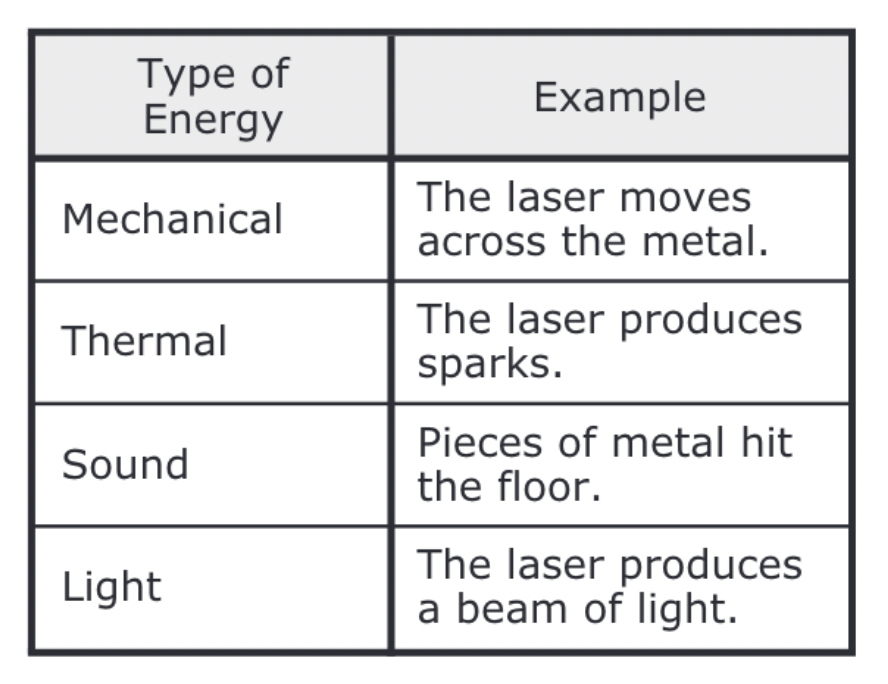 Type of
Energy
Example
Mechanical
The laser moves
across the metal.
Thermal
The laser produces
sparks.
Sound
Pieces of metal hit
the floor.
Light
The laser produces
a beam of light.